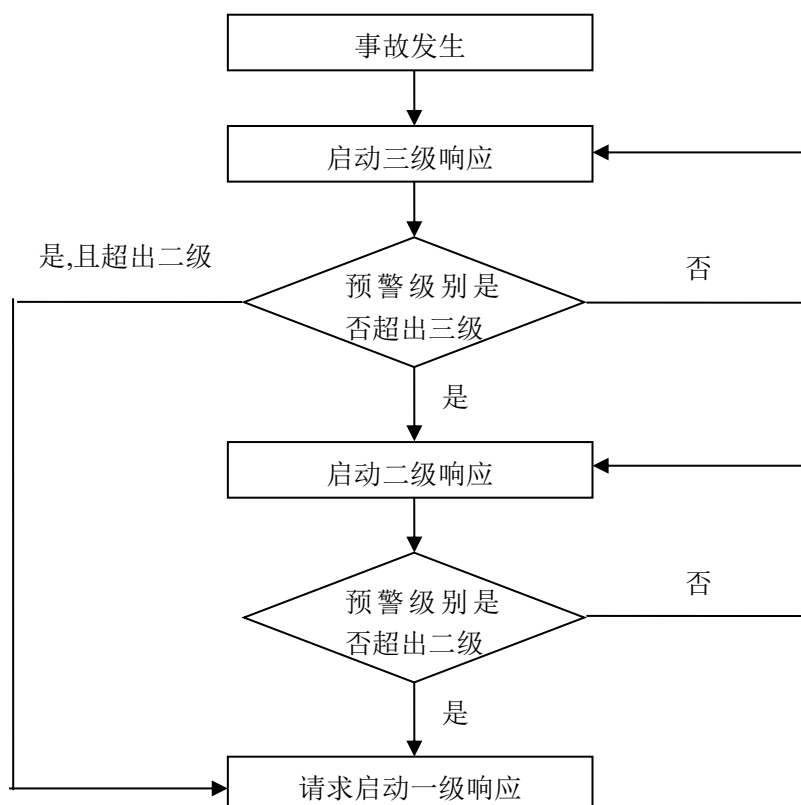 事故发生
启动三级响应
是,且超出二级
预警级别是
否超出三级
否
是
启动二级响应
预警级别是
否超出二级
否
是
请求启动一级响应